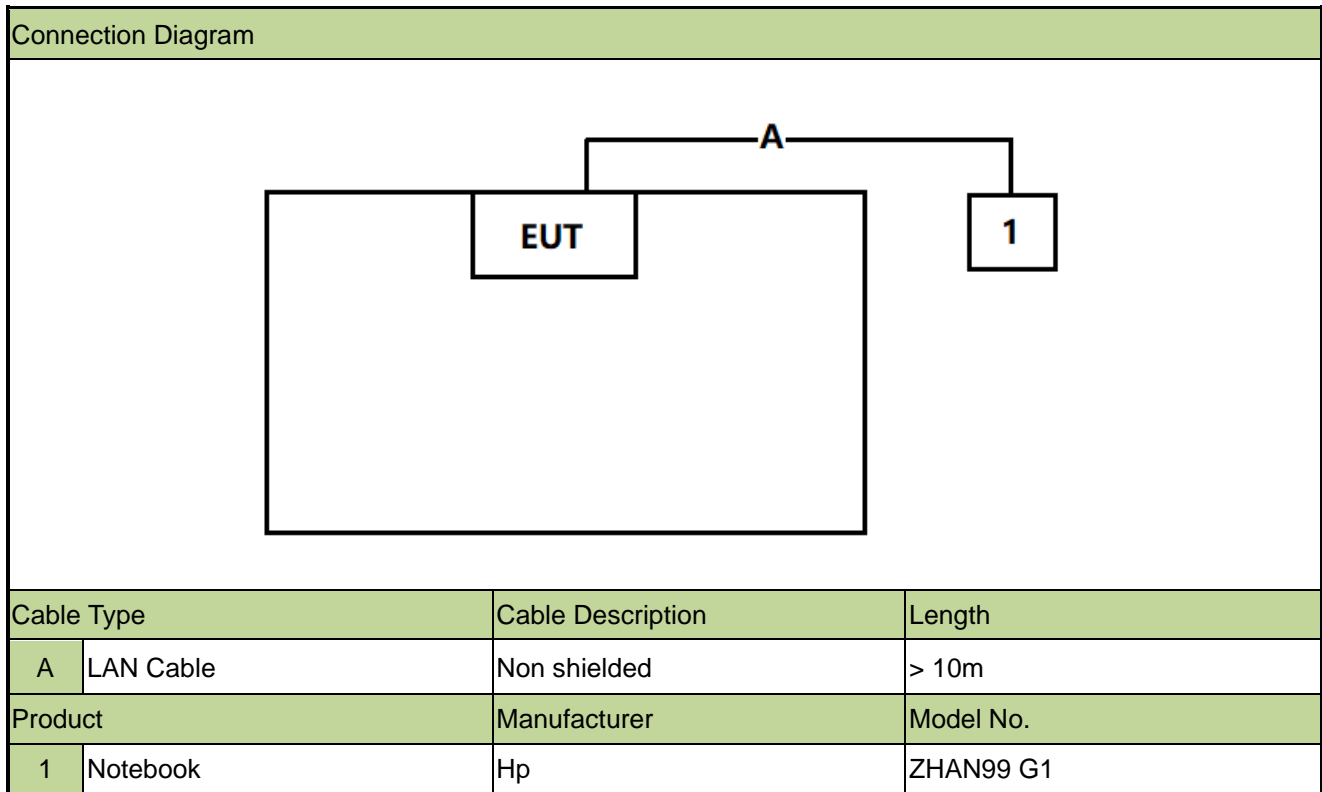 Connection Diagram
A
EUT
1
Cable Type Cable Description Length
A LAN Cable Non shielded > 10m
Product Manufacturer Model No.
1 Notebook Hp ZHAN99 G1